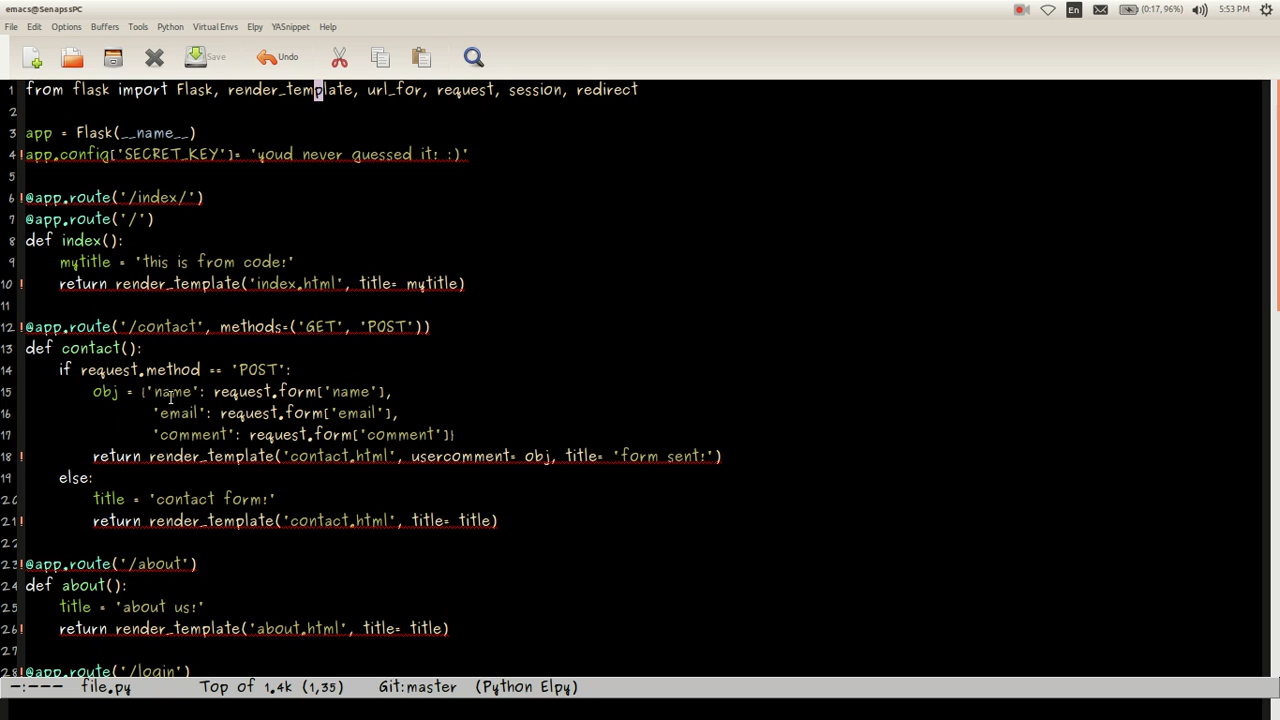 emacs@SenapssPC
En
(0:17, 96%)
5:53 PM
File Edit Options Buffers Tools Python Virtual Envs Elpy YASnippet Help
Save
Undo
1 from flask import Flask, render_template, url_for, request, session, redirect
2
3 app = Flask(__name__)
4 !app.config['SECRET_KEY']= 'youd never guessed it! :)'
5
6 !@app.route('/index/')
7 !@app.route('/')
8 def index():
9 mytitle = 'this is from code!'
10 ! return render_template('index.html', title= mytitle)
11
12 !@app.route('/contact', methods=('GET', 'POST'))
13 def contact():
14 if request.method == 'POST':
15 obj = {'name': request.form['name'],
16 'email': request.form['email'],
17 'comment': request.form['comment']}
18 ! return render_template('contact.html', usercomment= obj, title= 'form sent!')
19 else:
20 title = 'contact form!'
21 ! return render_template('contact.html', title= title)
22
23 !@app.route('/about')
24 def about():
25 title = 'about us!'
26 ! return render_template('about.html', title= title)
27
28 !@app.route('/login')
-:--- file.py Top of 1.4k (1,35) Git:master (Python Elpy)